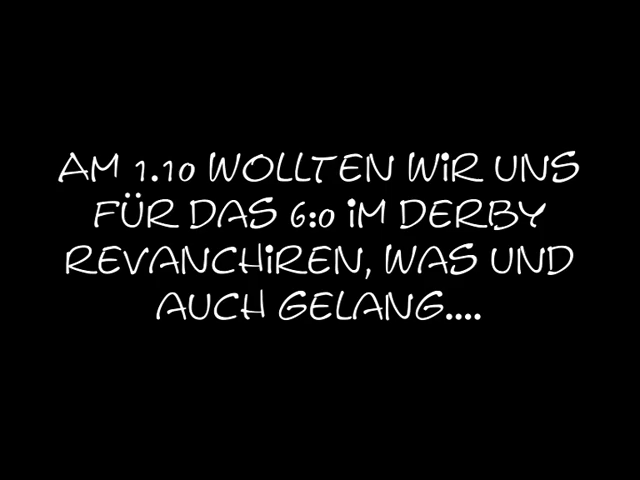 AM 1.10 WOLLTEN WiR UNS
FÜR DAS 6:0 iM DERBY
REVANCHiREN, WAS UND
AUCH GELANG....